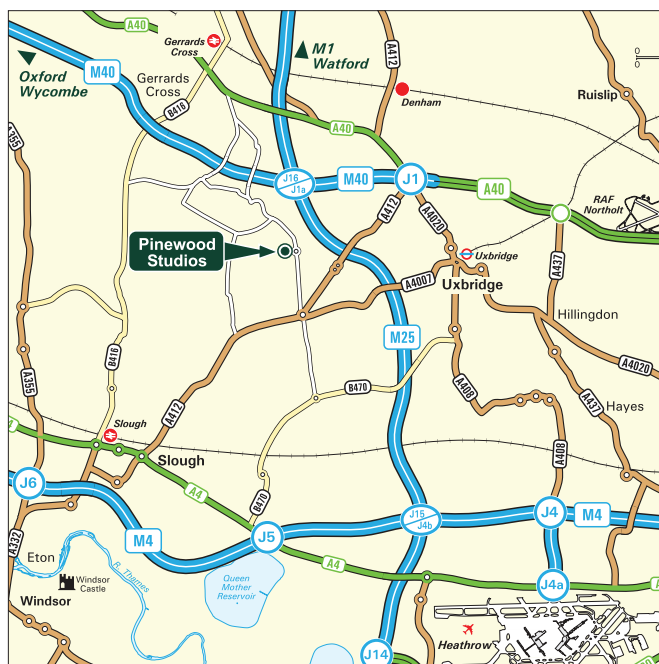 A40
Gerrards
Cross
M1
Watford
A412
Oxford
Wycombe
M40
Gerrards
Cross
B416
Denham
Ruislip
A355
A40
J16
J1a
M40
J1
A40
RAF
Northolt
A412
A4020
Pinewood
Studios
Uxbridge
Uxbridge
A437
A4007
Hillingdon
M25
B416
A355
B470
A408
A4020
A412
A437
Hayes
Slough
4
Slough
A408
J6
A4
B470
J15
J4b
J4
M4
M4
J5
A332
Eton
R. Thames
A4
J4a
A
Windsor
Castle
Queen
Mother
Reservoir
Windsor
Heathrow
J14